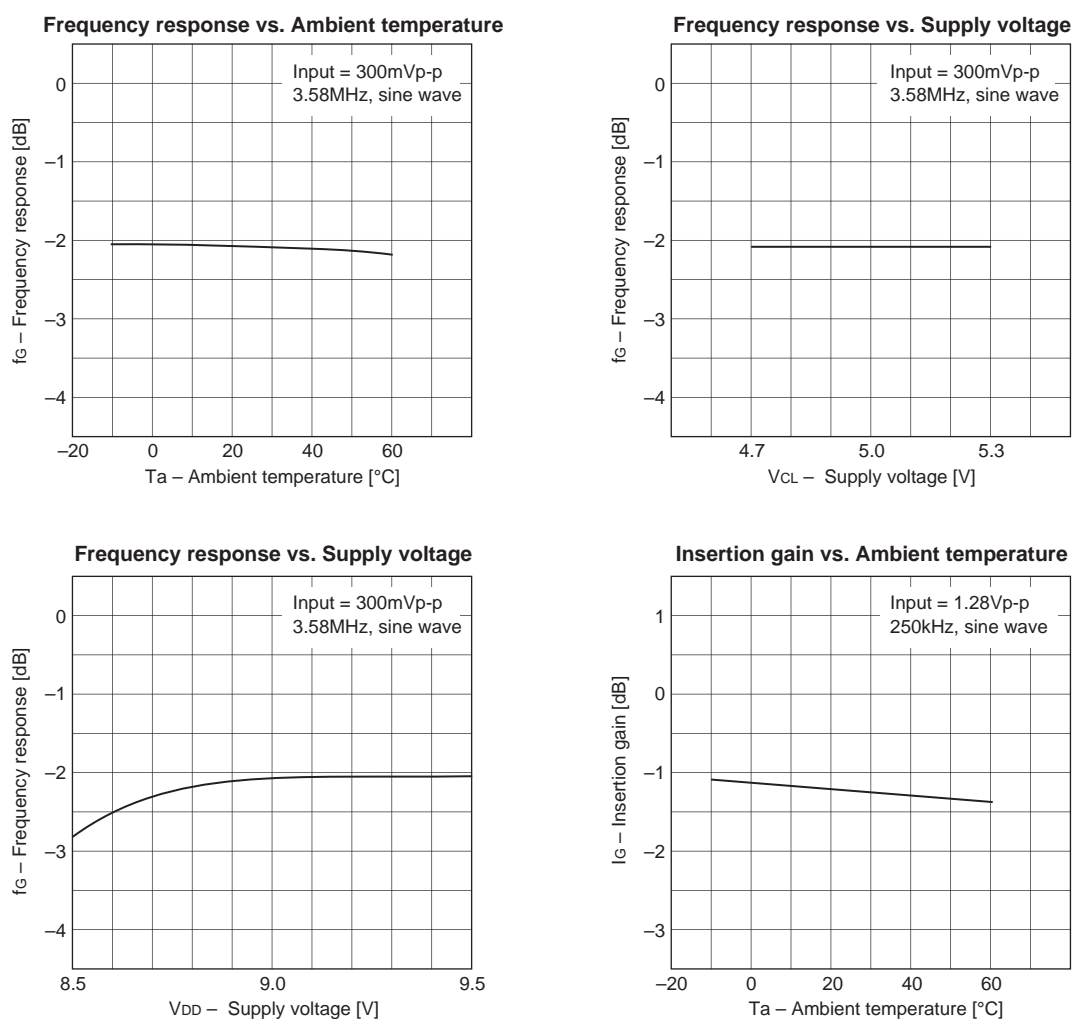 Frequency response vs. Ambient temperature
Input = 300mVp-p
3.58MHz, sine wave
fG – Frequency response [dB]
0
–1
–2
–3
–4
–20
0
20
40
60
Ta – Ambient temperature [°C]
Frequency response vs. Supply voltage
Input = 300mVp-p
3.58MHz, sine wave
fG – Frequency response [dB]
0
–1
–2
–3
–4
4.7
5.0
5.3
VCL – Supply voltage [V]
Frequency response vs. Supply voltage
Input = 300mVp-p
3.58MHz, sine wave
fG – Frequency response [dB]
0
–1
–2
–3
–4
8.5
9.0
9.5
VDD – Supply voltage [V]
Insertion gain vs. Ambient temperature
Input = 1.28Vp-p
250kHz, sine wave
IG – Insertion gain [dB]
1
0
–1
–2
–3
–20
0
20
40
60
Ta – Ambient temperature [°C]